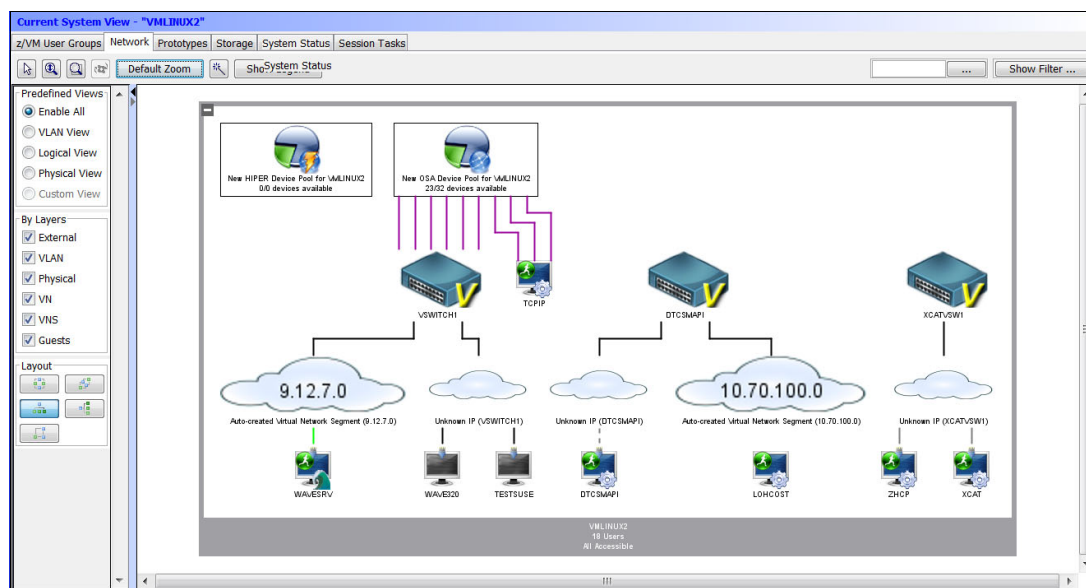 Current System View - "VMLINUX2"
z/VM User Groups Network Prototypes Storage System Status Session Tasks
Default Zoom System Status ... Show Filter ...
Predefined Views
Enable All
VLAN View
Logical View
Physical View
Custom View
By Layers
External
VLAN
Physical
VN
VNS
Guests
Layout
New HIPER Device Pool for VMLINUX2
0/0 devices available
New OSA Device Pool for VMLINUX2
23/32 devices available
TCPIP
VSWITCH1 DTCSMAPI XCATVSW1
9.12.7.0 10.70.100.0
Auto-created Virtual Network Segment (9.12.7.0) Unknown IP (VSWITCH1) Unknown IP (DTCSMAPI) Auto-created Virtual Network Segment (10.70.100.0) Unknown IP (XCATVSW1)
WAVESRV WAVE320 TESTSUSE DTCSMAPI LOHCOST ZHCP XCAT
VMLINUX2
18 Users
All Accessible